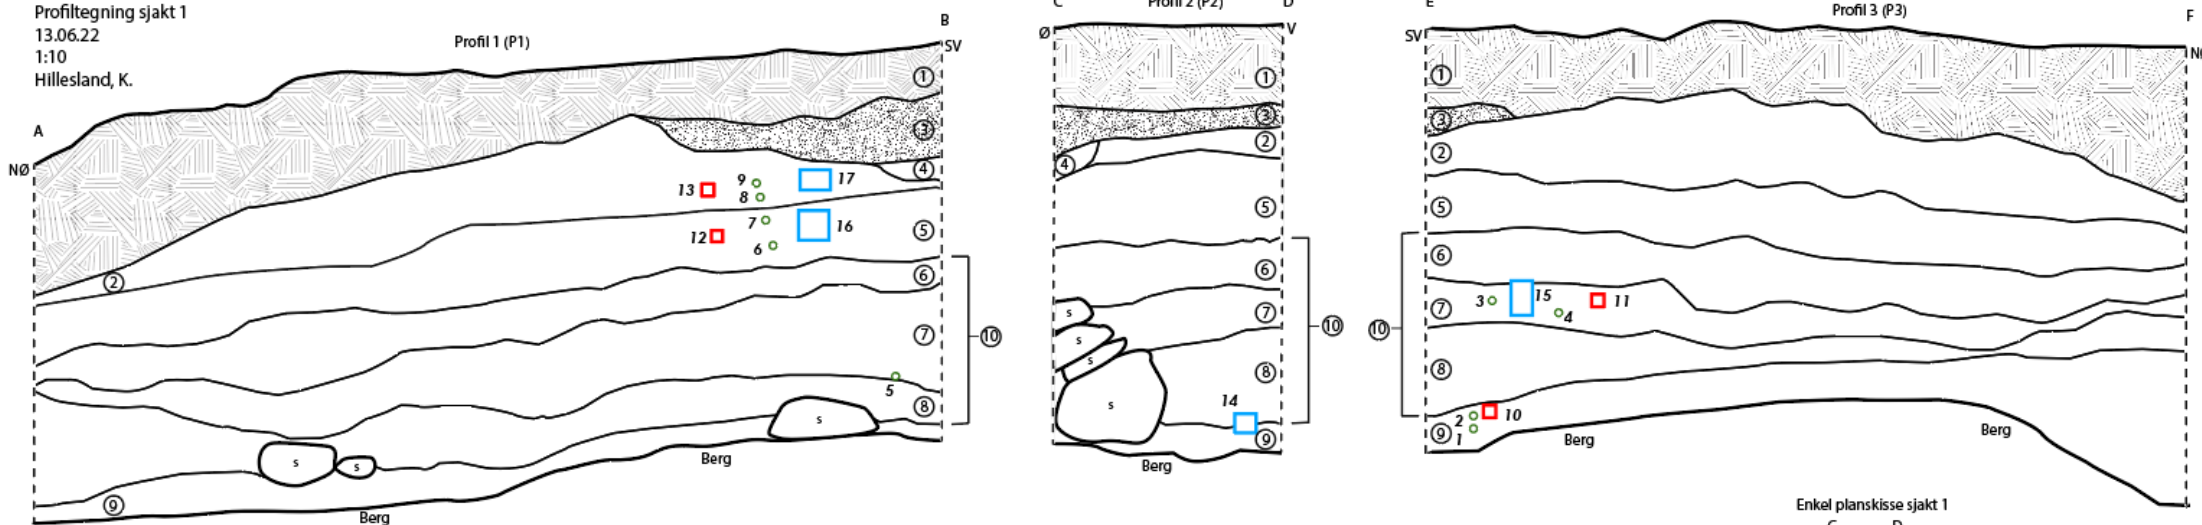 Profiltegning sjakt 1
13.06.22
1:10
Hillesland, K.
Profil 1 (P1)
A
NØ
B
SV
1
3
4
13
9
8
17
12
7
6
16
5
2
6
7
10
5
8
s
s
s
9
Berg
Berg
C
Profil 2 (P2)
D
Ø
V
1
3
2
4
5
6
s
7
10
s
s
8
s
14
9
Berg
E
Profil 3 (P3)
F
SV
NØ
1
3
2
5
6
3
15
4
11
7
10
8
2
1
10
9
Berg
Berg
Enkel planskisse sjakt 1
C
D